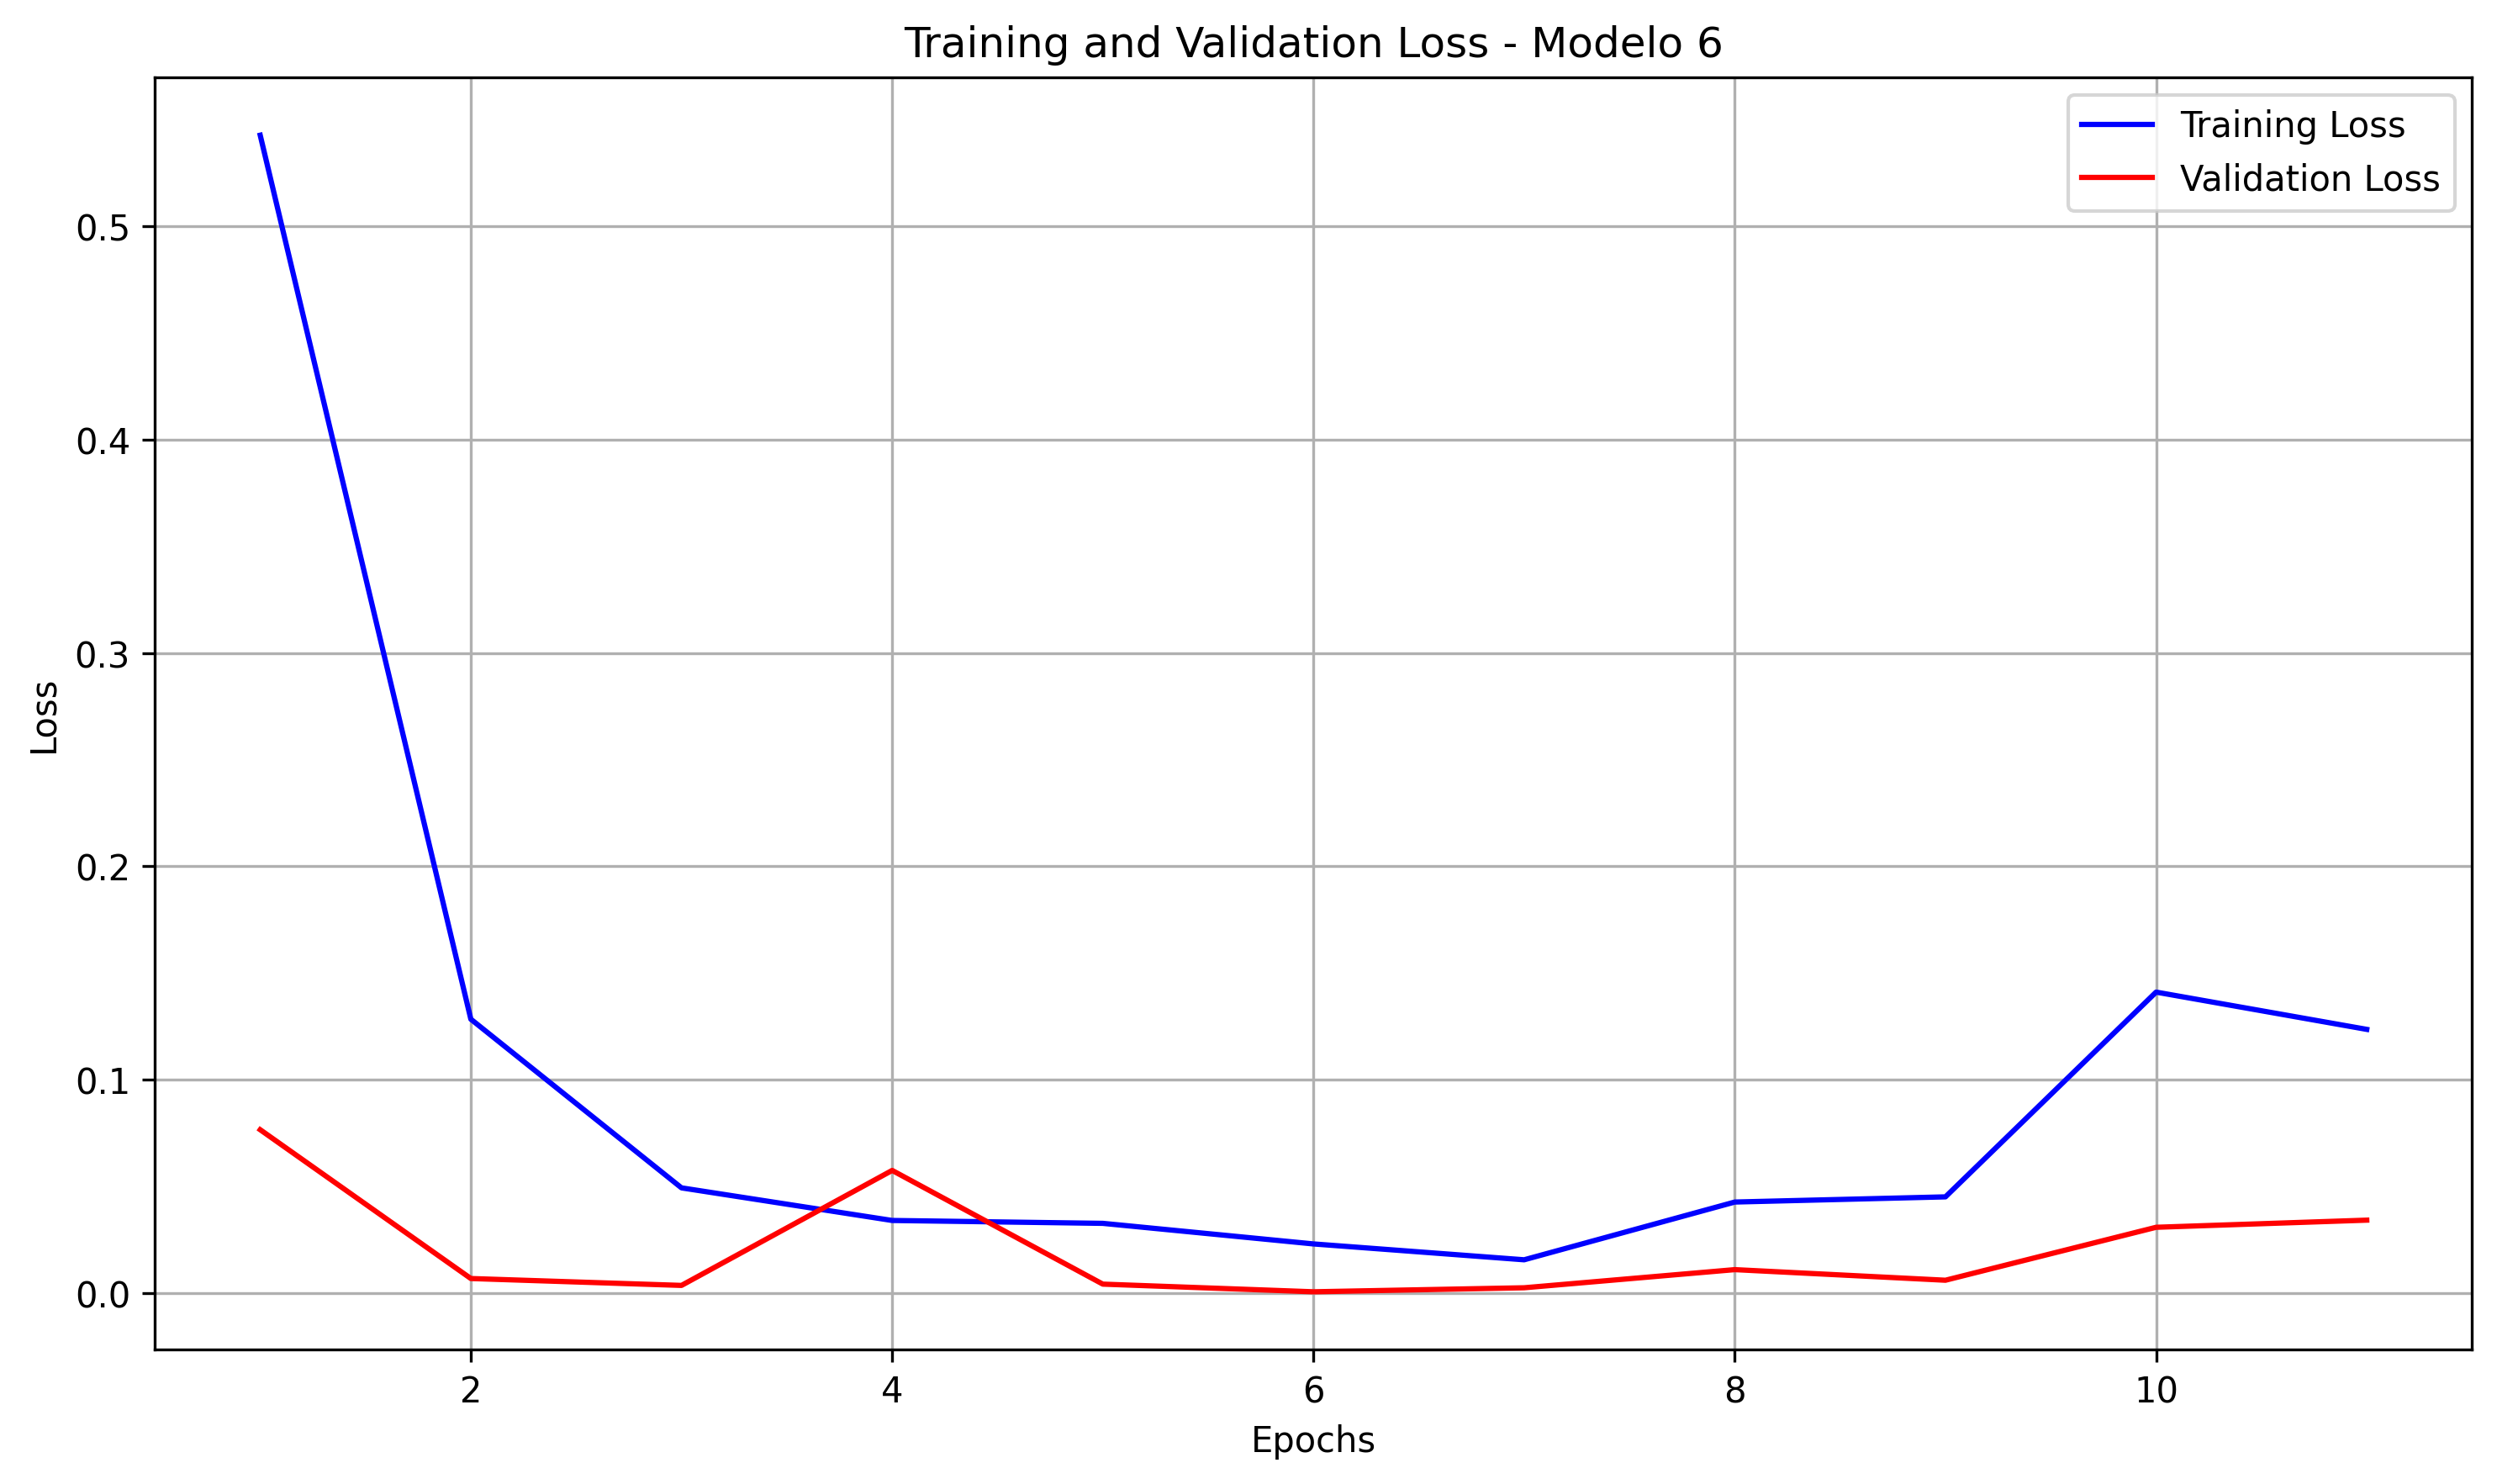 Training and Validation Loss - Modelo 6
Training Loss
Validation Loss
0.5
0.4
0.3
0.2
0.1
0.0
Loss
2 4 6 8 10
Epochs